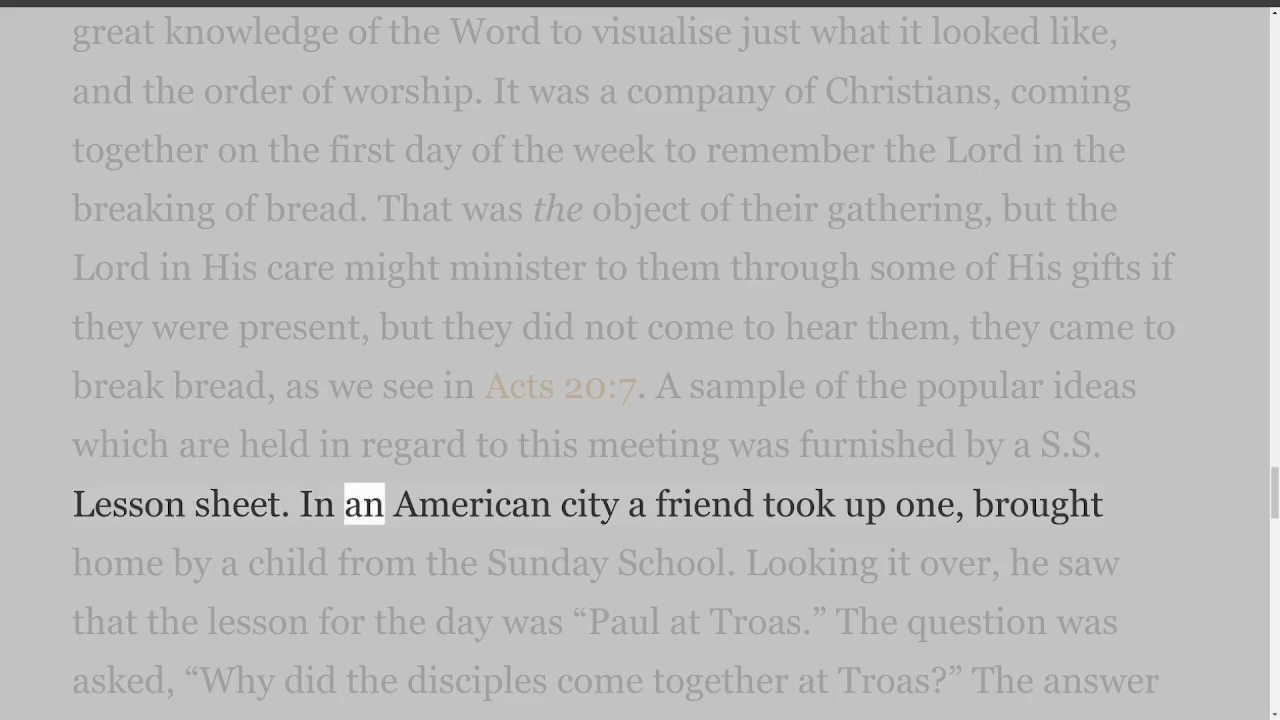 great knowledge of the Word to visualise just what it looked like,
and the order of worship. It was a company of Christians, coming
together on the first day of the week to remember the Lord in the
breaking of bread. That was the object of their gathering, but the
Lord in His care might minister to them through some of His gifts if
they were present, but they did not come to hear them, they came to
break bread, as we see in Acts 20:7. A sample of the popular ideas
which are held in regard to this meeting was furnished by a S.S.
Lesson sheet. In an American city a friend took up one, brought
home by a child from the Sunday School. Looking it over, he saw
that the lesson for the day was “Paul at Troas.” The question was
asked, “Why did the disciples come together at Troas?” The answer